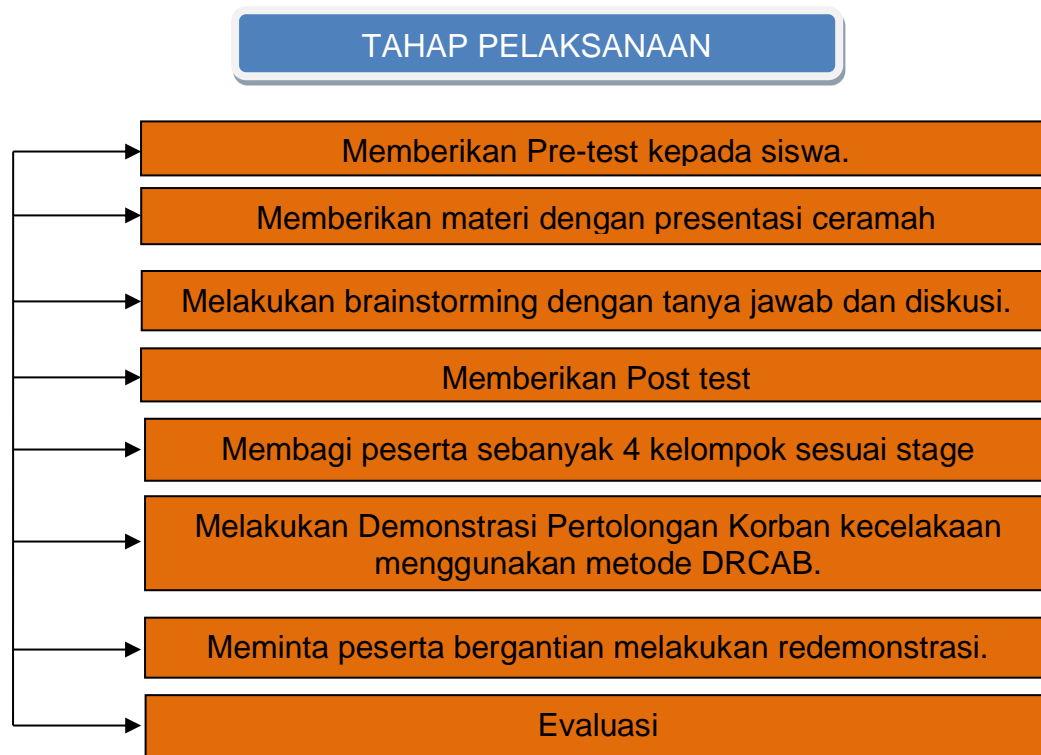 TAHAP PELAKSANAAN
Memberikan Pre-test kepada siswa.
Memberikan materi dengan presentasi ceramah
Melakukan brainstorming dengan tanya jawab dan diskusi.
Memberikan Post test
Membagi peserta sebanyak 4 kelompok sesuai stage
Melakukan Demonstrasi Pertolongan Korban kecelakaan
menggunakan metode DRCAB.
Meminta peserta bergantian melakukan redemonstrasi.
Evaluasi